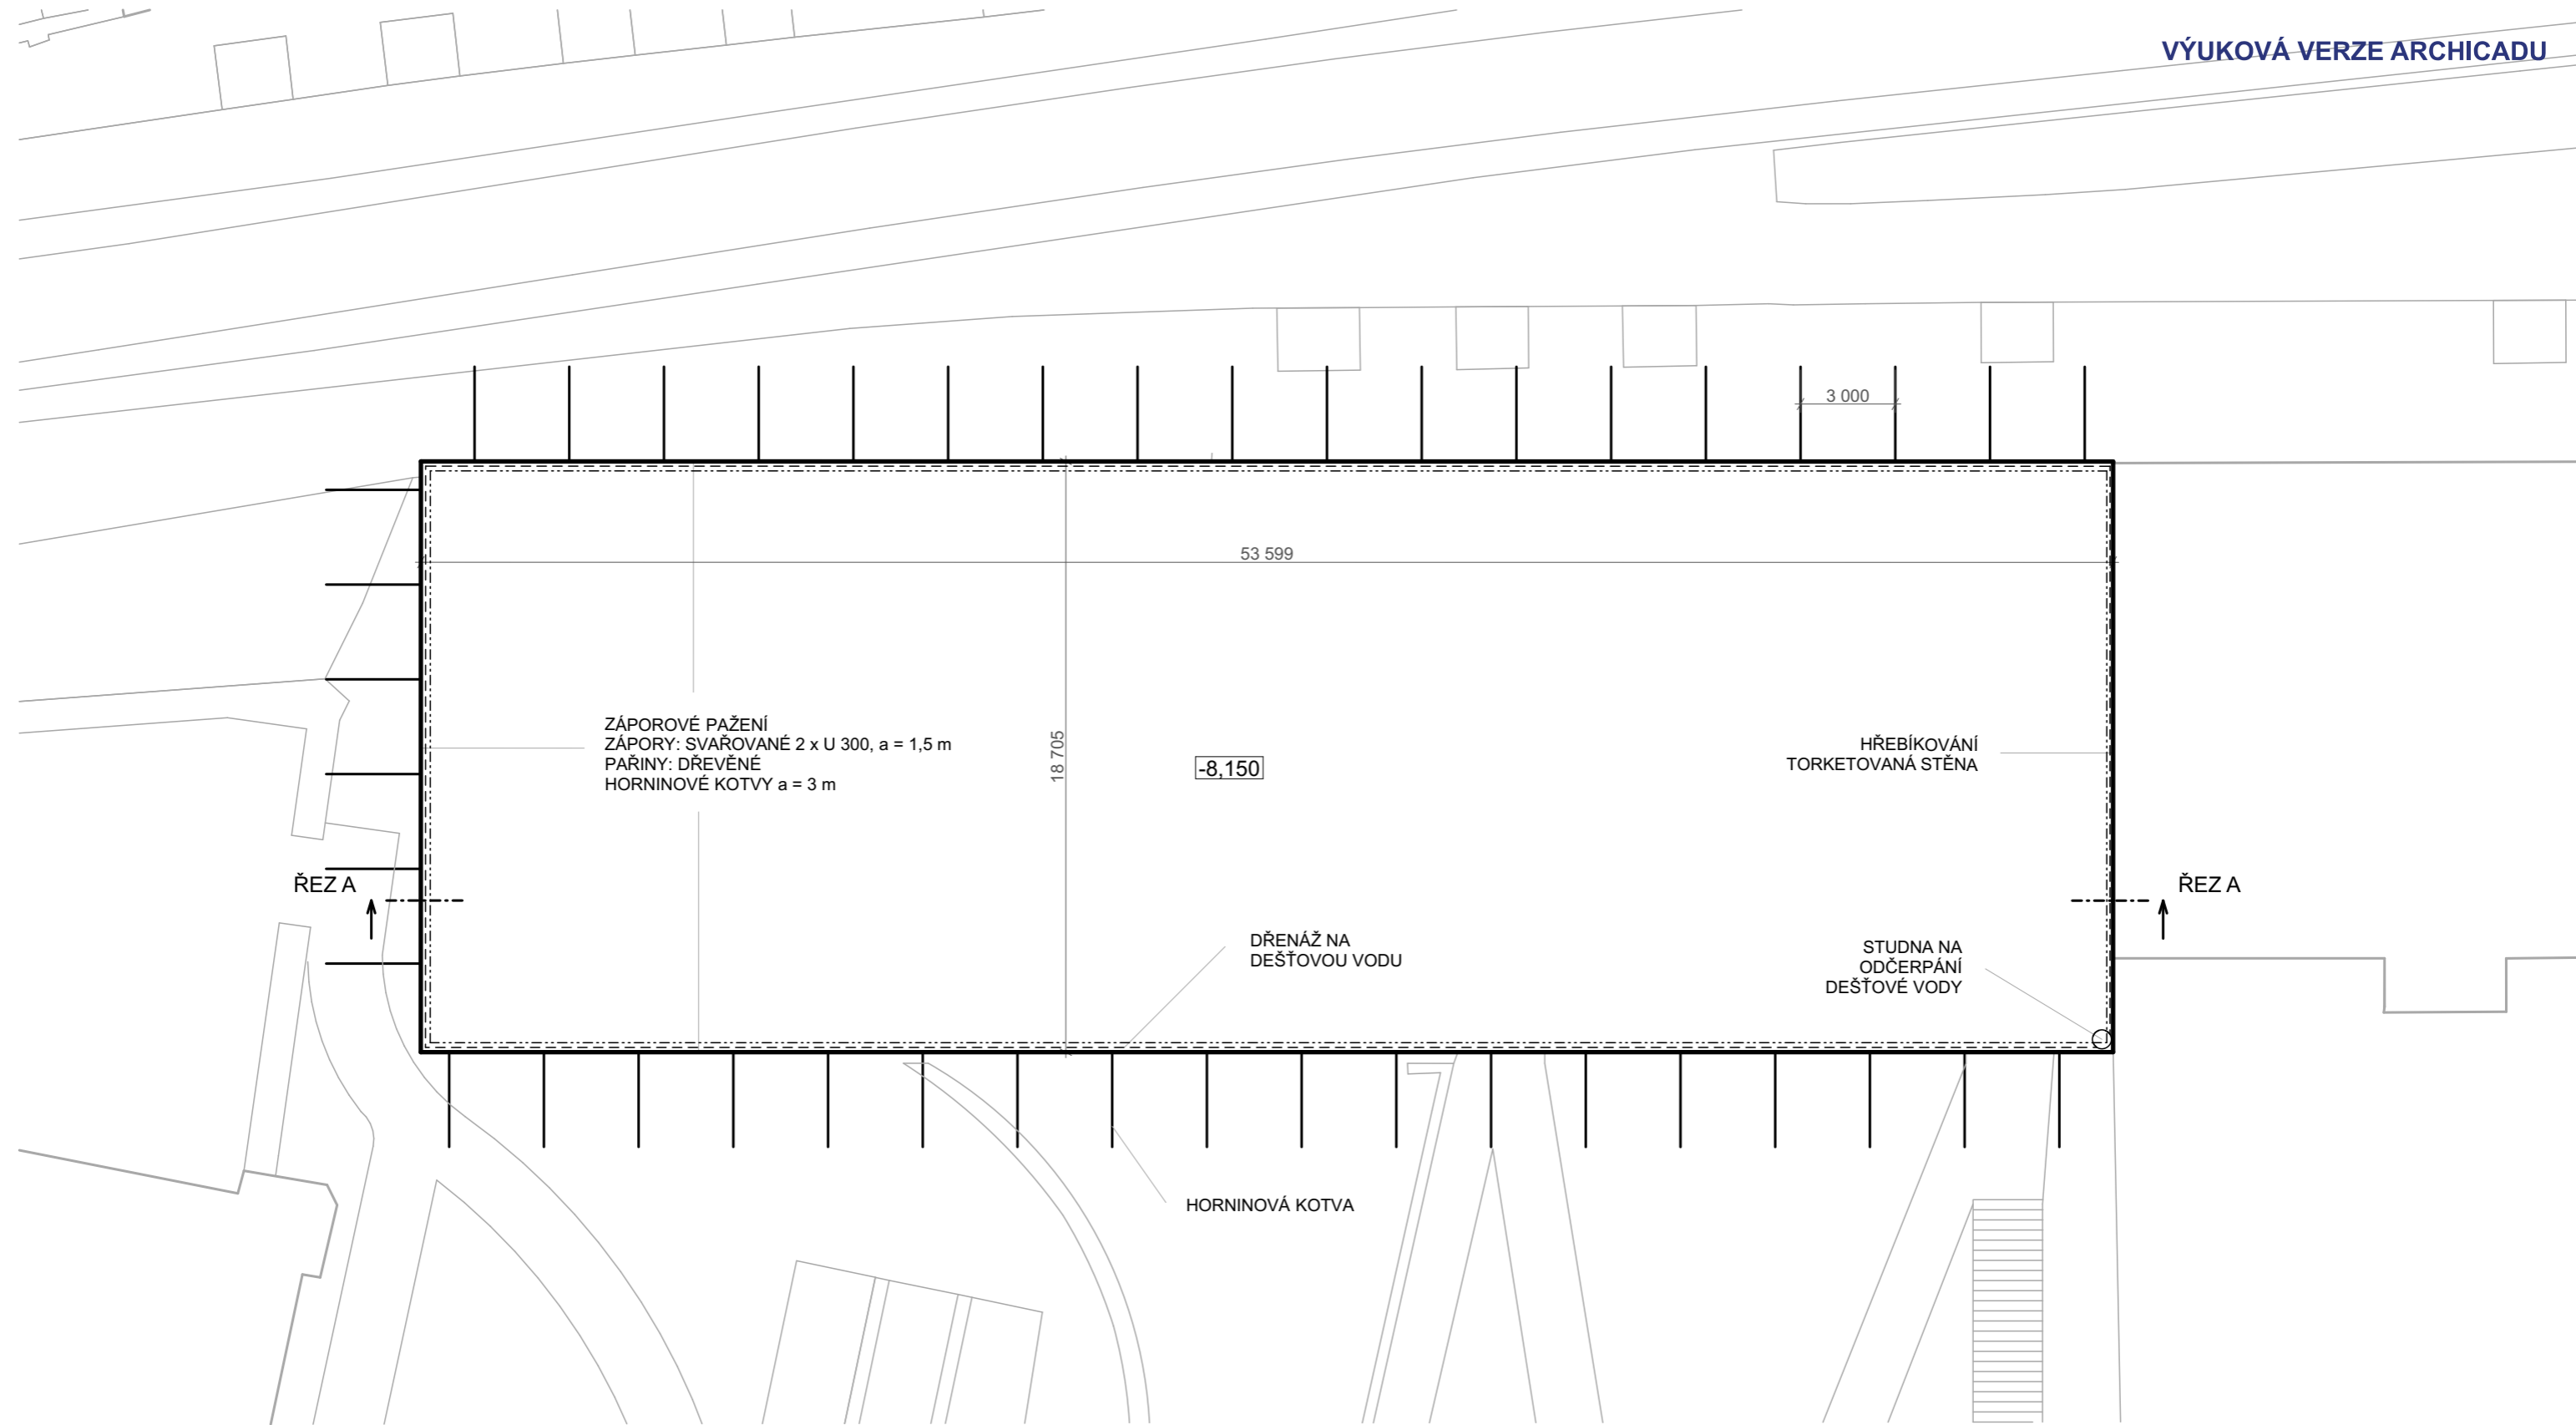 VÝUKOVÁ VERZE ARCHICADU
3 000
53 599
ZÁPOROVÉ PAŽENÍ
ZÁPORY: SVAŘOVANÉ 2 x U 300, a = 1,5 m
PAŘINY: DŘEVĚNÉ
HORNINOVÉ KOTVY a = 3 m
18 705
-8,150
HŘEBÍKOVÁNÍ
TORKETOVANÁ STĚNA
ŘEZ A
ŘEZ A
DŘENÁŽ NA
DEŠŤOVOU VODU
STUDNA NA
ODČERPÁNÍ
DEŠŤOVÉ VODY
HORNINOVÁ KOTVA